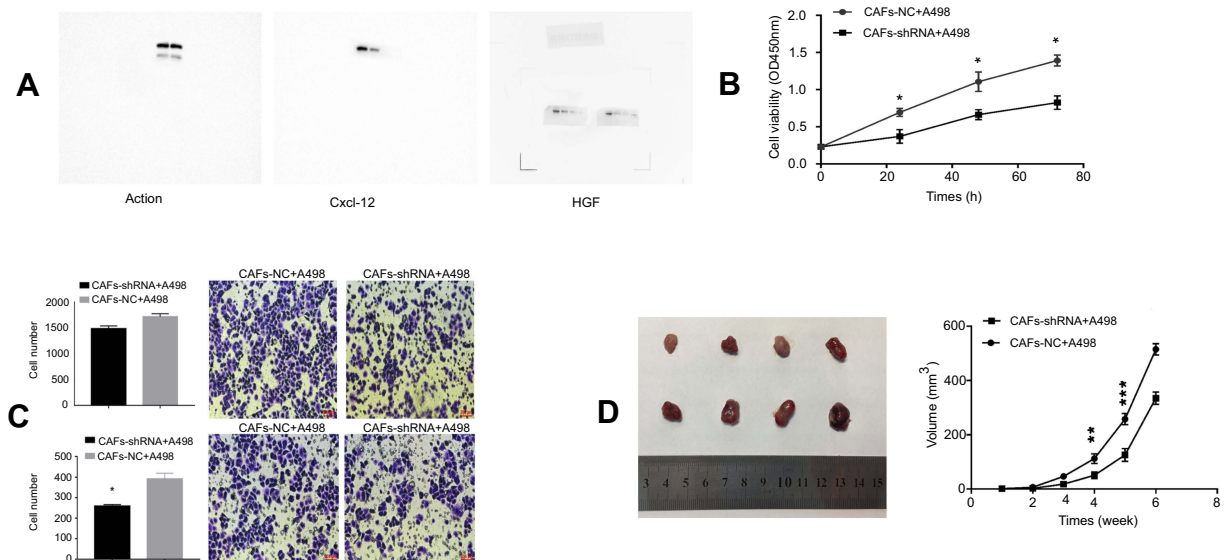 A
Action
Cxcl-12
HGF
B
CAFs-NC+A498
CAFs-shRNA+A498
Cell viability (OD450nm)
2.0
1.5
1.0
0.5
0.0
*
*
*
0 20 40 60 80
Times (h)
C
CAFs-shRNA+A498
CAFs-NC+A498
Cell number
2000
1500
1000
500
0
CAFs-NC+A498 CAFs-shRNA+A498
CAFs-shRNA+A498
CAFs-NC+A498
Cell number
500
400
300
200
100
0
*
CAFs-NC+A498 CAFs-shRNA+A498
D
3 4 5 6 7 8 9 10 11 12 13 14 15
CAFs-shRNA+A498
CAFs-NC+A498
Volume (mm³)
600
400
200
0
**
***
0 2 4 6 8
Times (week)